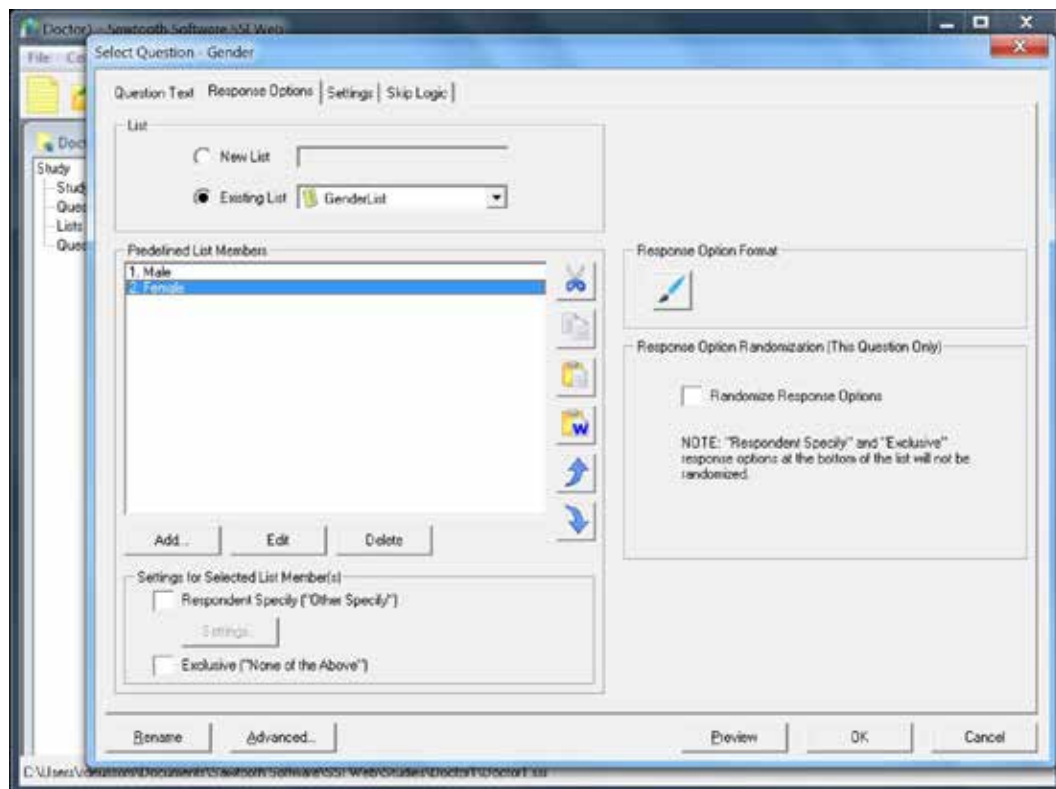 Doctor1 - Sawtooth Software SSI Web
File
Select Question - Gender
Question Text Response Options Settings Skip Logic
List
New List
Existing List GenderList
Study
Lists
Predefined List Members
1. Male
2. Female
Add...
Edit
Delete
Settings for Selected List Member(s)
Respondent Specify ("Other Specify")
Settings...
Exclusive ("None of the Above")
Response Option Format
Response Option Randomization (This Question Only)
Randomize Response Options
NOTE: "Respondent Specify" and "Exclusive"
response options at the bottom of the list will not be
randomized.
Rename
Advanced...
Preview
OK
Cancel